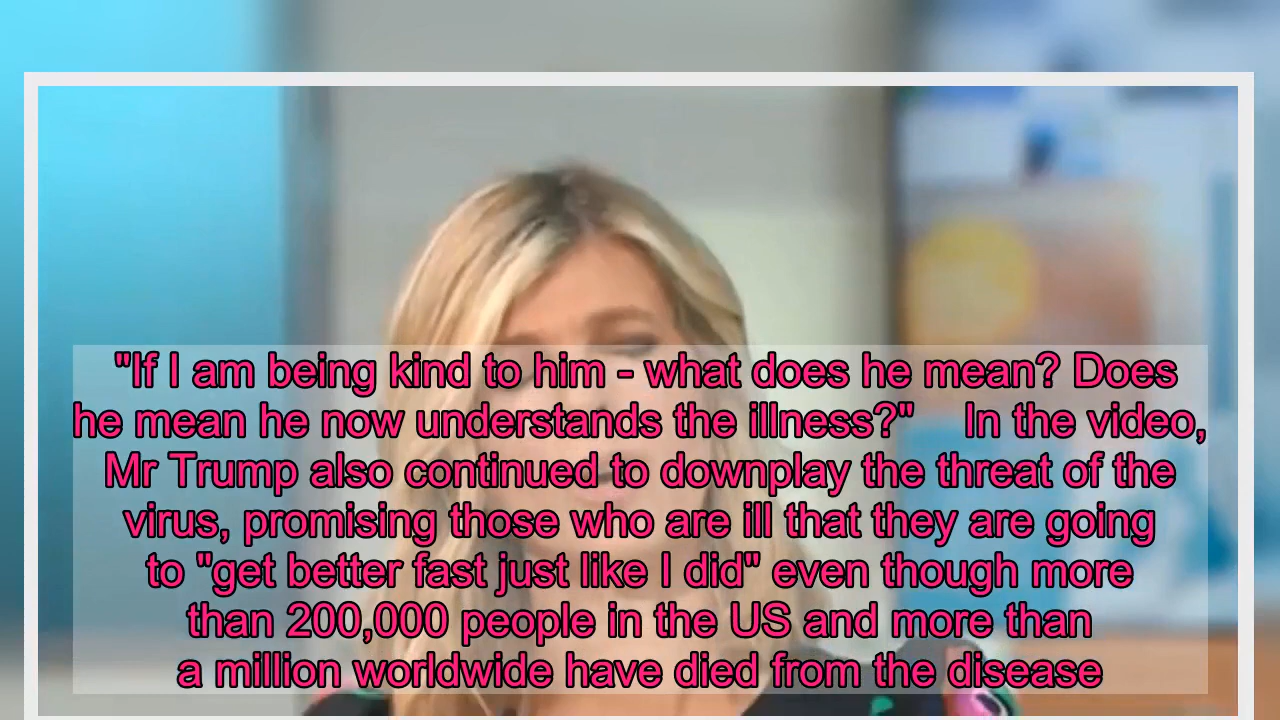 "If I am being kind to him - what does he mean? Does
he mean he now understands the illness?"    In the video,
Mr Trump also continued to downplay the threat of the
virus, promising those who are ill that they are going
to "get better fast just like I did" even though more
than 200,000 people in the US and more than
a million worldwide have died from the disease